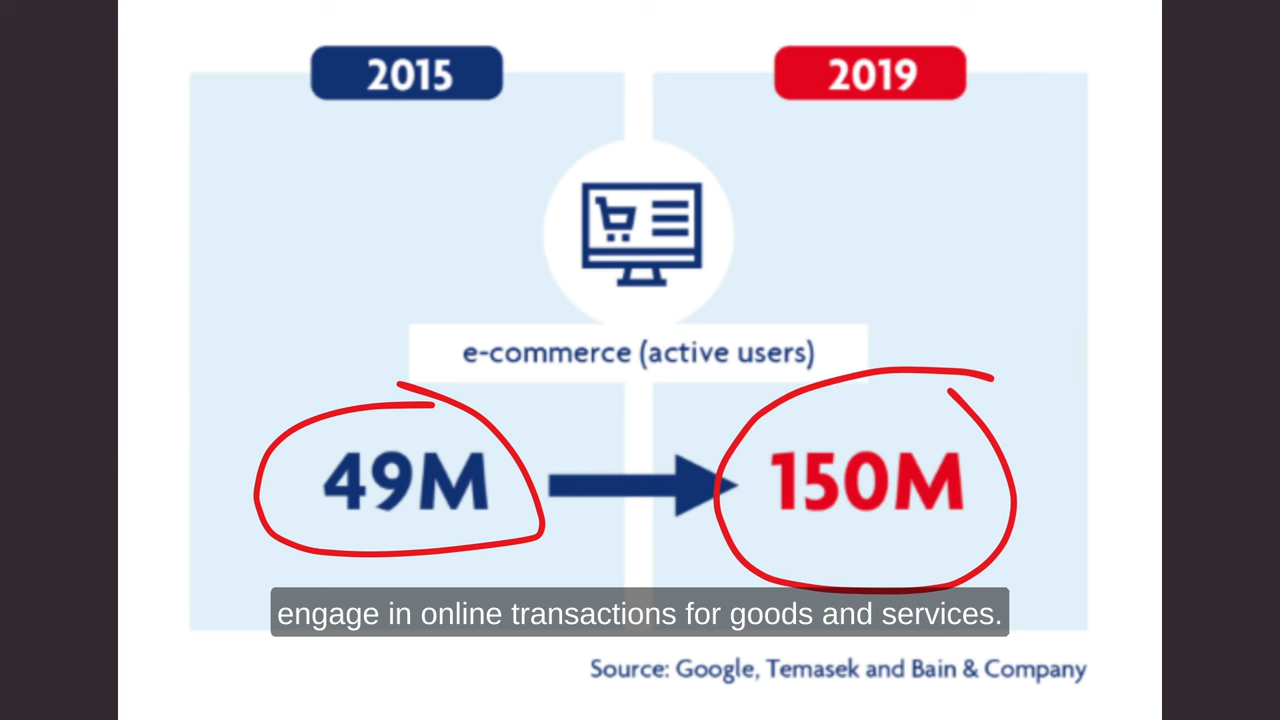 2015
2019
e-commerce (active users)
49M
150M
engage in online transactions for goods and services.
Source: Google, Temasek and Bain & Company